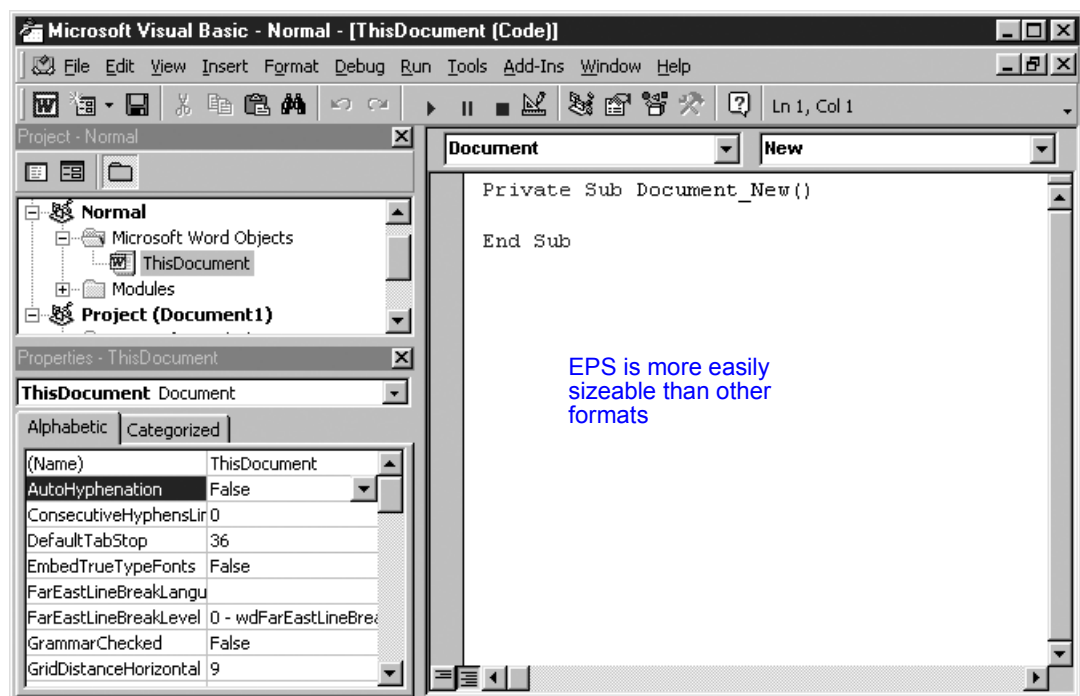 Microsoft Visual Basic - Normal - [ThisDocument (Code)]
File Edit View Insert Format Debug Run Tools Add-Ins Window Help
Ln 1, Col 1
Project - Normal
Normal
Microsoft Word Objects
ThisDocument
Modules
Project (Document1)
Properties - ThisDocument
ThisDocument Document
Alphabetic Categorized
(Name) ThisDocument
AutoHyphenation False
ConsecutiveHyphensLir 0
DefaultTabStop 36
EmbedTrueTypeFonts False
FarEastLineBreakLangu
FarEastLineBreakLevel 0 - wdFarEastLineBrea
GrammarChecked False
GridDistanceHorizontal 9
Document New
Private Sub Document_New()
End Sub
EPS is more easily
sizeable than other
formats